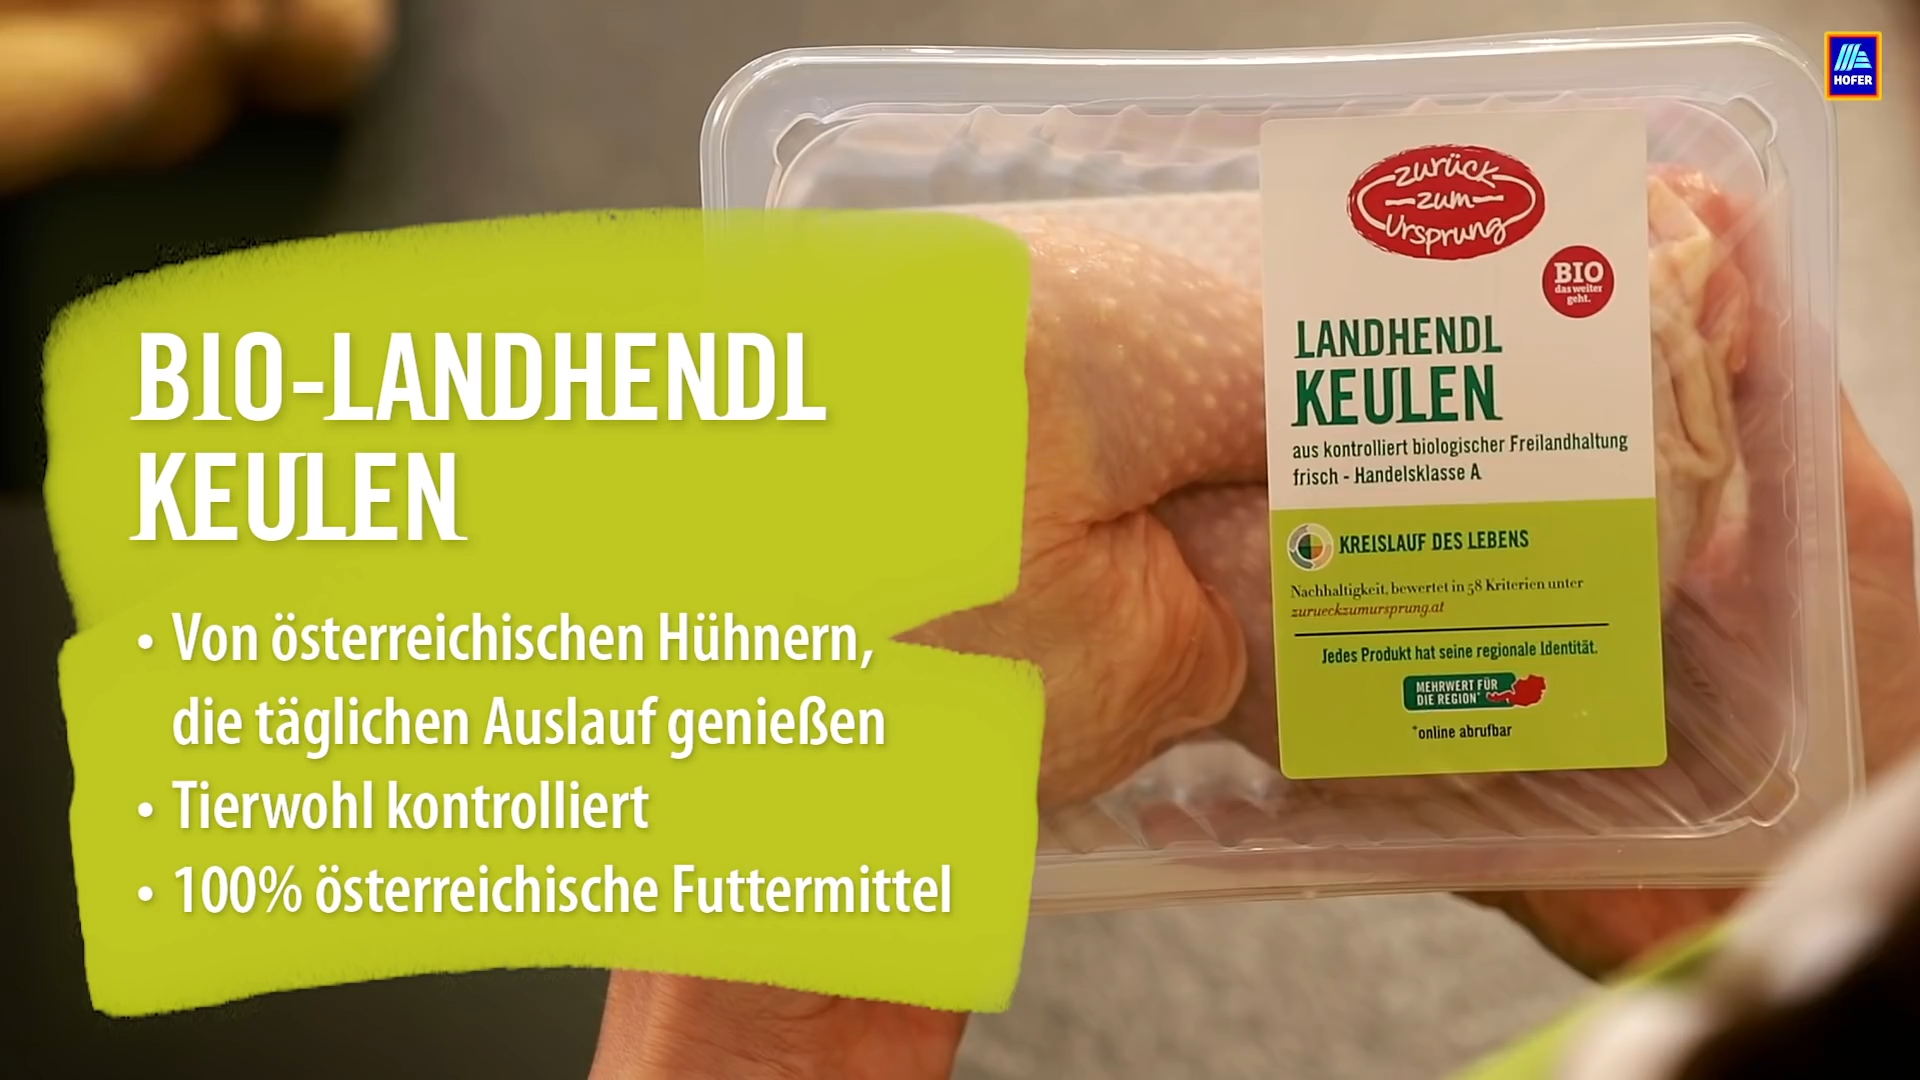 HOFER
BIO-LANDHENDL
KEULEN
• Von österreichischen Hühnern,
die täglichen Auslauf genießen
• Tierwohl kontrolliert
• 100% österreichische Futtermittel
zurück
zum
Ursprung
BIO
das weiter
geht.
LANDHENDL
KEULEN
aus kontrolliert biologischer Freilandhaltung
frisch - Handelsklasse A
KREISLAUF DES LEBENS
Nachhaltigkeit, bewertet in 58 Kriterien unter
zurueckzumursprung.at
Jedes Produkt hat seine regionale Identität.
MEHRWERT FÜR
DIE REGION*
*online abrufbar